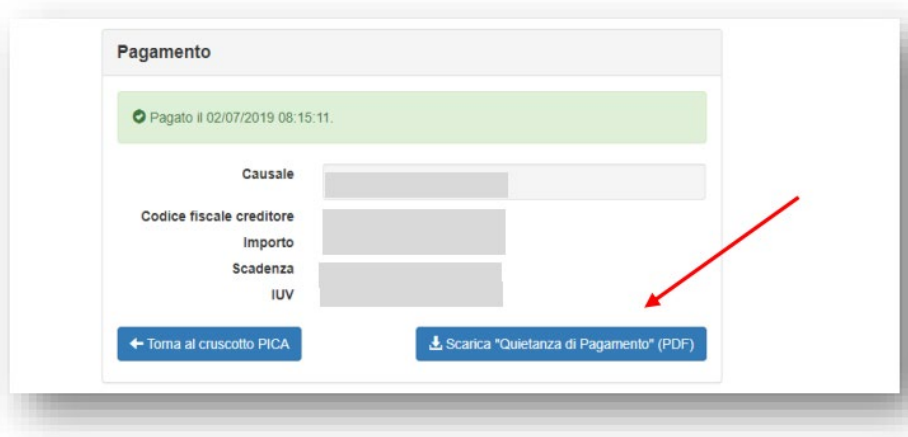 Pagamento
Pagato il 02/07/2019 08:15:11.
Causale
Codice fiscale creditore
Importo
Scadenza
IUV
Torna al cruscotto PICA
Scarica "Quietanza di Pagamento" (PDF)